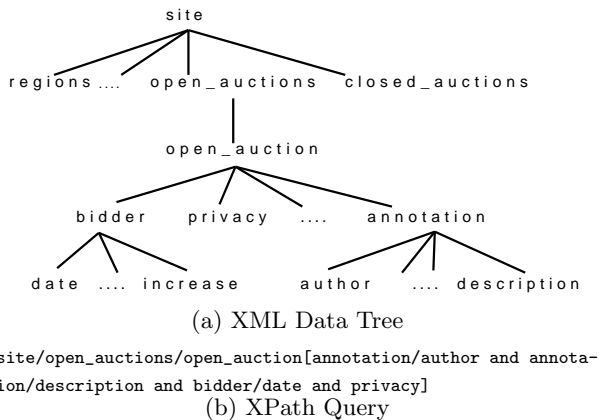 site
regions .... open_auctions closed_auctions
open_auction
bidder privacy .... annotation
date .... increase author .... description
(a) XML Data Tree
site/open_auctions/open_auction[annotation/author and annota-
ion/description and bidder/date and privacy]
(b) XPath Query